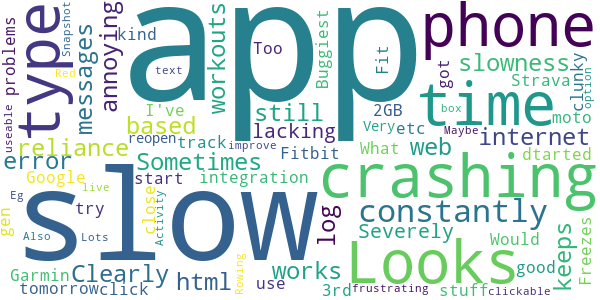 app
slow
phone
type
time
crashing
Looks
constantly
reliance
messages
annoying
problems
Snapshot
kind
text
workouts
Too
Buggiest
Fit
got
slowness
Strava
clunky
option
moto
useable
Red
I've
still
2GB
box
based
lacking
Very
etc
Maybe
internet
reopen
track
improve
What
web
dtarted
error
Sometimes
Fitbit
Google
live
start
integration
Eg
try
close
Activity
log
Severely
Would
keeps
Freezes
gen
Also
Lots
Clearly
works
good
Garmin
html
Rowing
use
3rd
stuff
clickable
tomorrow
click
frustrating